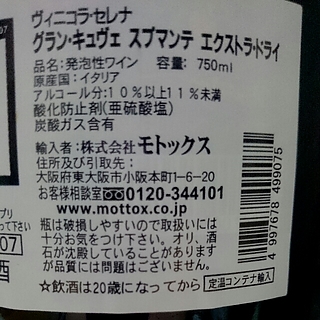 07
ヴィニコラ・セレナ
グラン・キュヴェ スプマンテ エクストラ・ドライ
品名:発泡性ワイン 容量: 750ml
原産国:イタリア
アルコール分:10%以上11%未満
酸化防止剤(亜硫酸塩)
炭酸ガス含有
輸入者:株式会社モトックス
住所及び引取先:
大阪府東大阪市小阪本町1-6-20
お客様相談室 0120-344101
www.mottox.co.jp
瓶は破損しやすいので取扱いには
十分お気をつけ下さい。オリ、酒
石が沈殿していることがあります
が品質には問題はございません。
☆飲酒は20歳になってから 定温コンテナ輸入
4 997678 499075
プリ
って下さい
07
酒